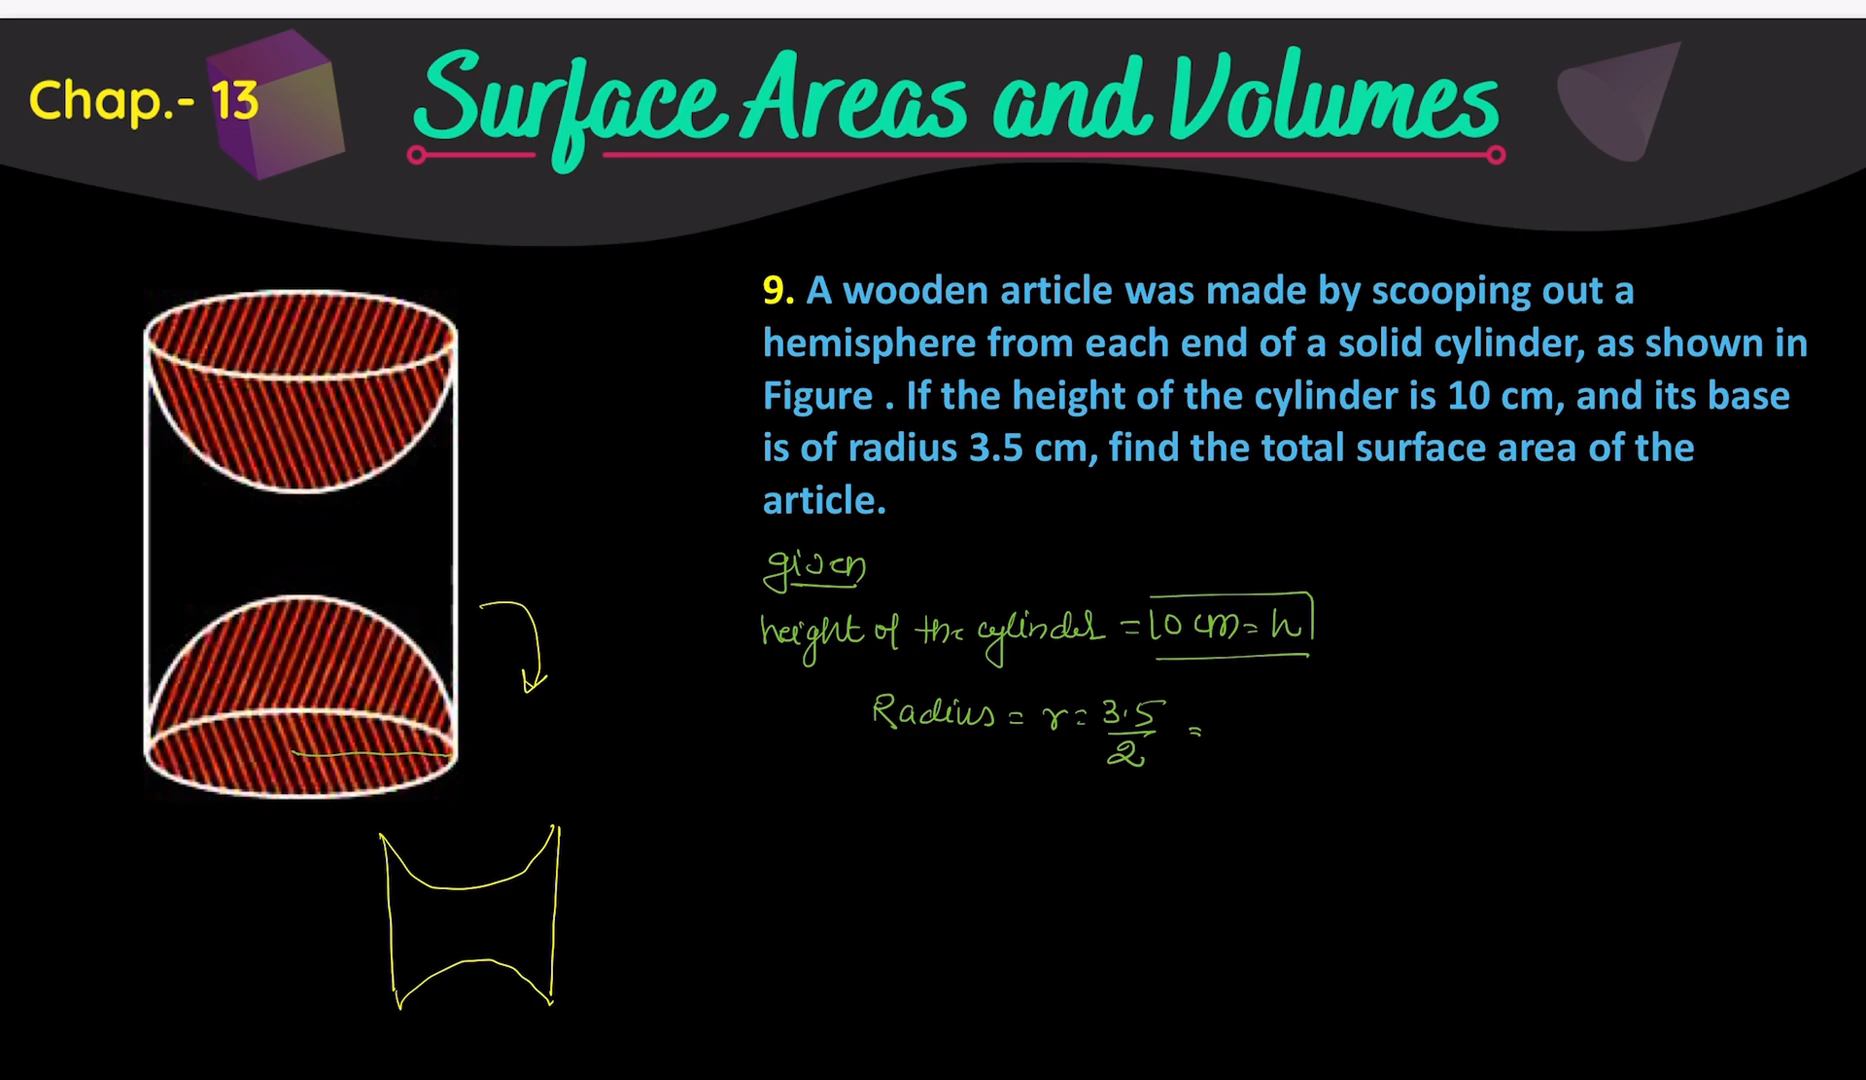 Chap.- 13
Surface Areas and Volumes
9. A wooden article was made by scooping out a
hemisphere from each end of a solid cylinder, as shown in
Figure . If the height of the cylinder is 10 cm, and its base
is of radius 3.5 cm, find the total surface area of the
article.
given
height of the cylinder = 10 cm = h
Radius = r = 3.5/2 =